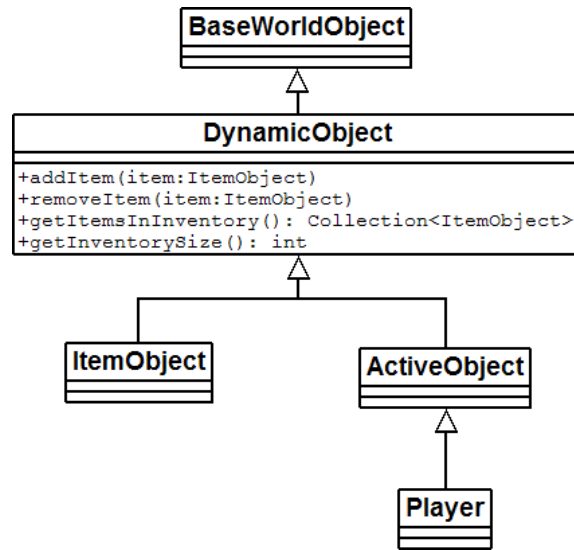 BaseWorldObject
DynamicObject
+addItem(item:ItemObject)
+removeItem(item:ItemObject)
+getItemsInInventory(): Collection<ItemObject>
+getInventorySize(): int
ItemObject
ActiveObject
Player